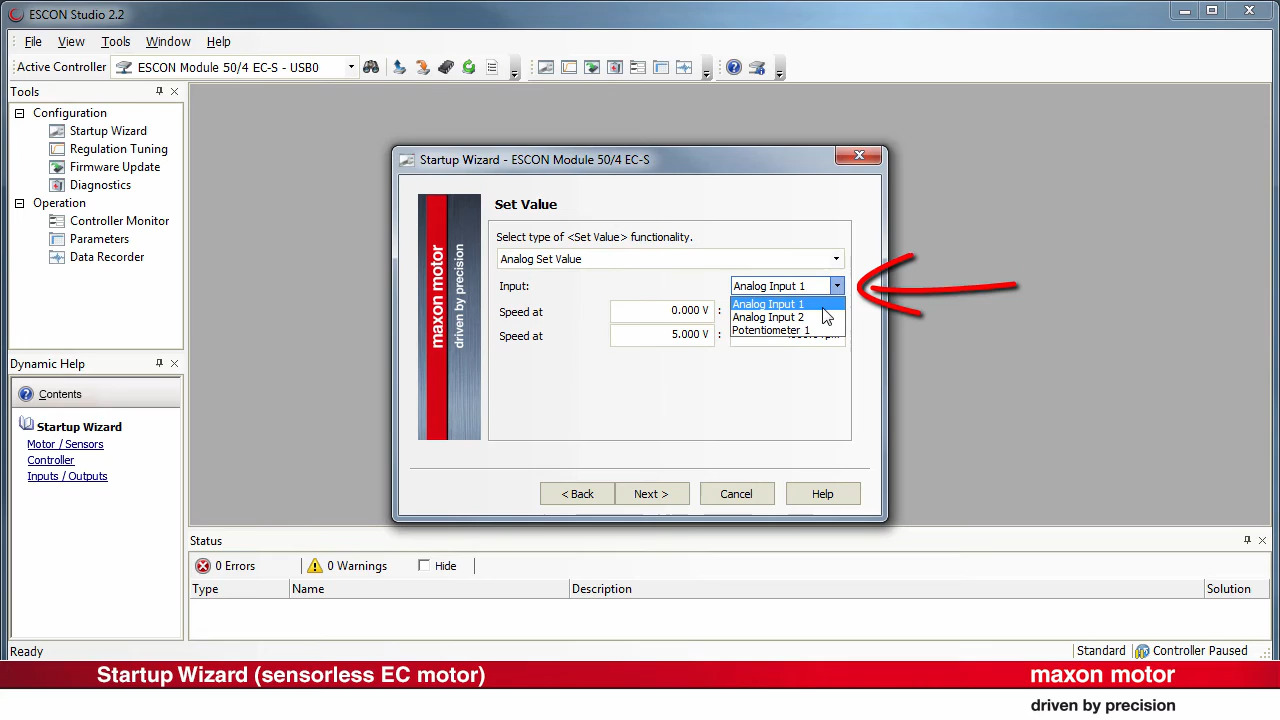 ESCON Studio 2.2
File View Tools Window Help
Active Controller ESCON Module 50/4 EC-S - USB0
Tools
Configuration
Startup Wizard
Regulation Tuning
Firmware Update
Diagnostics
Operation
Controller Monitor
Parameters
Data Recorder
Dynamic Help
Contents
Startup Wizard
Motor / Sensors
Controller
Inputs / Outputs
Startup Wizard - ESCON Module 50/4 EC-S
maxon motor
driven by precision
Set Value
Select type of <Set Value> functionality.
Analog Set Value
Input: Analog Input 1
Analog Input 1
Analog Input 2
Potentiometer 1
Speed at 0.000 V :
Speed at 5.000 V :
< Back Next > Cancel Help
Status
0 Errors 0 Warnings Hide
Type Name Description Solution
Ready Standard Controller Paused
Startup Wizard (sensorless EC motor) maxon motor
driven by precision